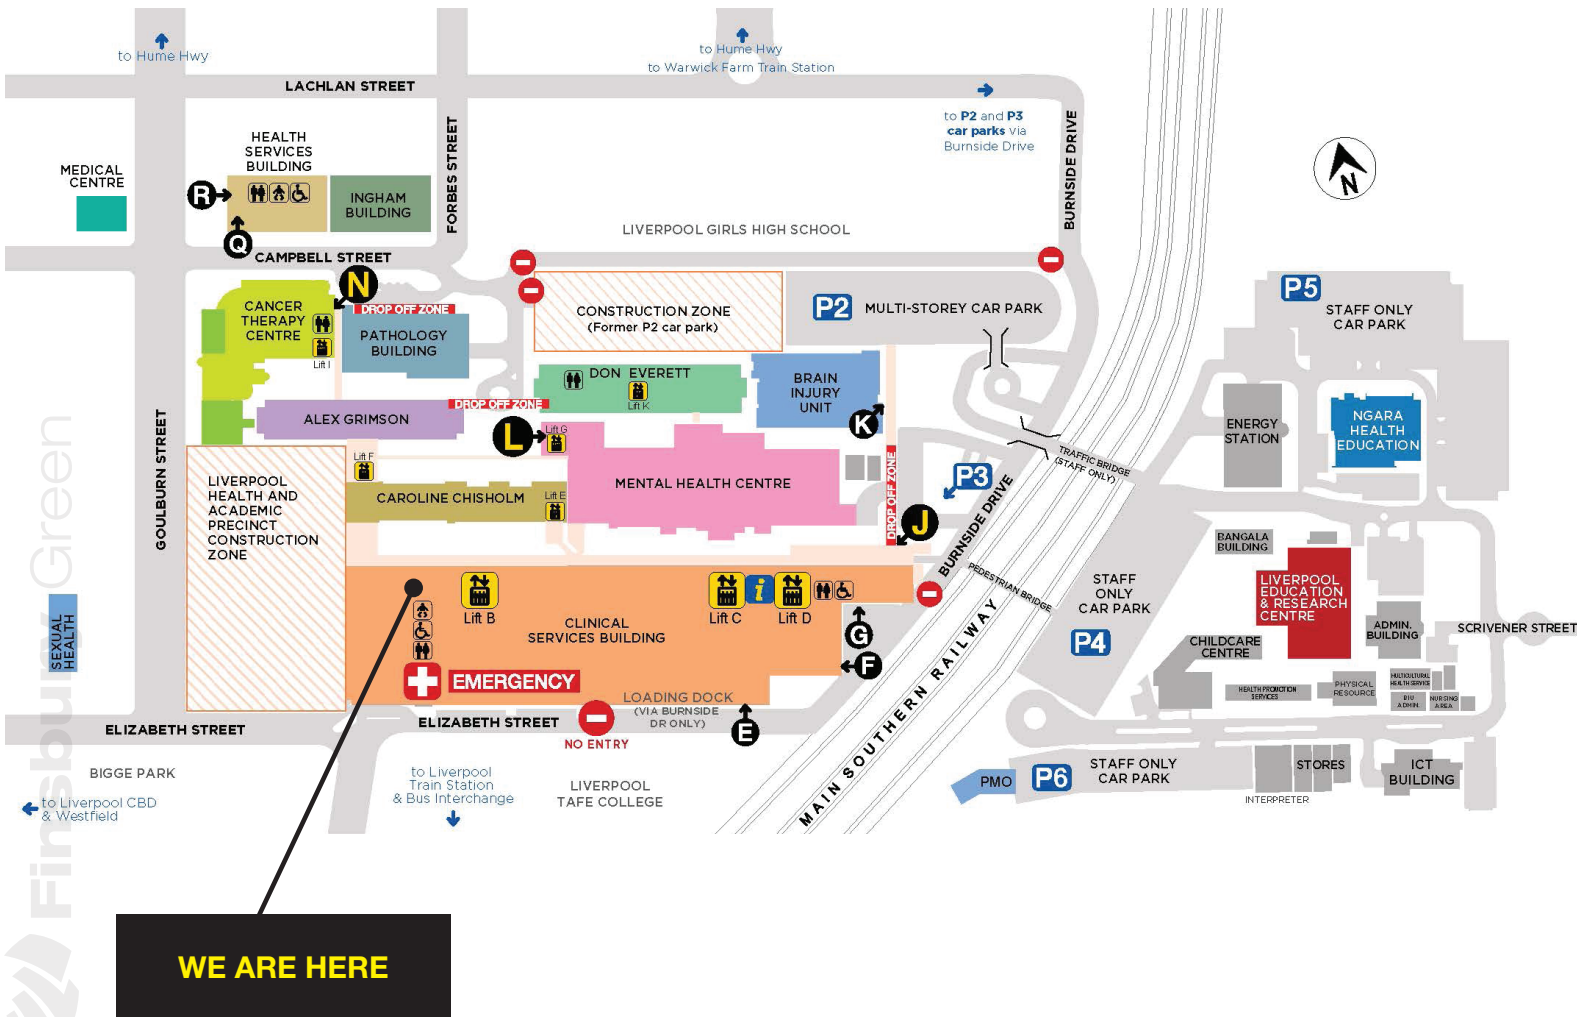 to Hume Hwy
to Hume Hwy
to Warwick Farm Train Station
LACHLAN STREET
to P2 and P3
car parks via
Burnside Drive
BURNSIDE DRIVE
FORBES STREET
HEALTH
SERVICES
BUILDING
MEDICAL
CENTRE
R
INGHAM
BUILDING
Q
N
LIVERPOOL GIRLS HIGH SCHOOL
CAMPBELL STREET
N
CANCER
THERAPY
CENTRE
Lift I
DROP OFF ZONE
PATHOLOGY
BUILDING
CONSTRUCTION ZONE
(Former P2 car park)
P2
MULTI-STOREY CAR PARK
P5
STAFF ONLY
CAR PARK
DON EVERETT
Lift K
BRAIN
INJURY
UNIT
K
DROP OFF ZONE
ALEX GRIMSON
L
Lift G
GOULBURN STREET
ENERGY
STATION
NGARA
HEALTH
EDUCATION
TRAFFIC BRIDGE
(STAFF ONLY)
LIVERPOOL
HEALTH AND
ACADEMIC
PRECINCT
CONSTRUCTION
ZONE
Lift F
CAROLINE CHISHOLM
Lift E
MENTAL HEALTH CENTRE
DROP OFF ZONE
P3
J
BURNSIDE DRIVE
PEDESTRIAN BRIDGE
BANGALA
BUILDING
STAFF
ONLY
CAR PARK
P4
LIVERPOOL
EDUCATION
& RESEARCH
CENTRE
ADMIN.
BUILDING
SCRIVENER STREET
CHILDCARE
CENTRE
HEALTH PROMOTION
SERVICES
PHYSICAL
RESOURCE
MULTICULTURAL
HEALTH SERVICE
BIU
ADMIN.
NURSING
AREA
SEXUAL
HEALTH
Lift B
Lift C
i
Lift D
CLINICAL
SERVICES BUILDING
G
F
EMERGENCY
LOADING DOCK
(VIA BURNSIDE
DR ONLY)
E
ELIZABETH STREET
ELIZABETH STREET
NO ENTRY
MAIN SOUTHERN RAILWAY
BIGGE PARK
to Liverpool CBD
& Westfield
to Liverpool
Train Station
& Bus Interchange
LIVERPOOL
TAFE COLLEGE
PMO
P6
STAFF ONLY
CAR PARK
STORES
INTERPRETER
ICT
BUILDING
FinsburyGreen
WE ARE HERE